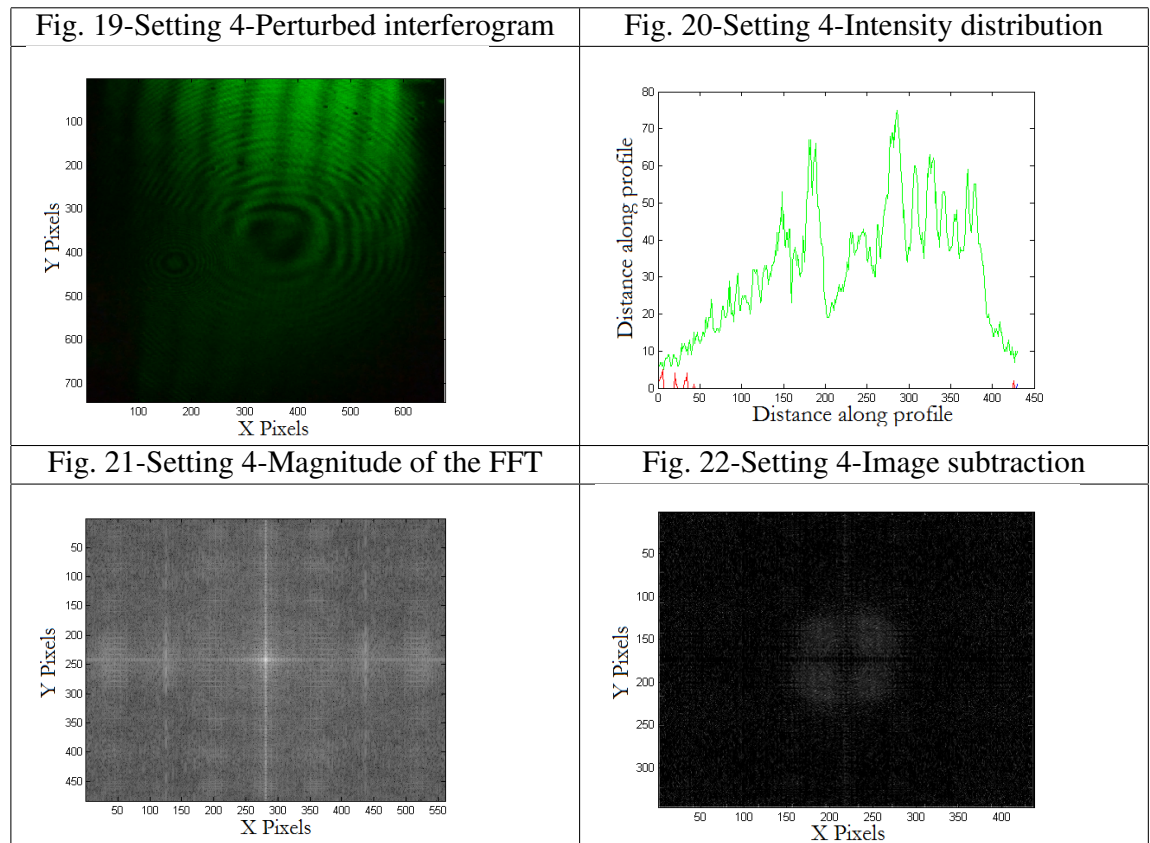 Fig. 19-Setting 4-Perturbed interferogram
Fig. 20-Setting 4-Intensity distribution
100
200
300
400
500
600
700
Y Pixels
100 200 300 400 500 600
X Pixels
80
70
60
50
40
30
20
10
0
Distance along profile
0 50 100 150 200 250 300 350 400 450
Distance along profile
Fig. 21-Setting 4-Magnitude of the FFT
Fig. 22-Setting 4-Image subtraction
50
100
150
200
250
300
350
400
450
Y Pixels
50 100 150 200 250 300 350 400 450 500 550
X Pixels
50
100
150
200
250
300
Y Pixels
50 100 150 200 250 300 350 400
X Pixels